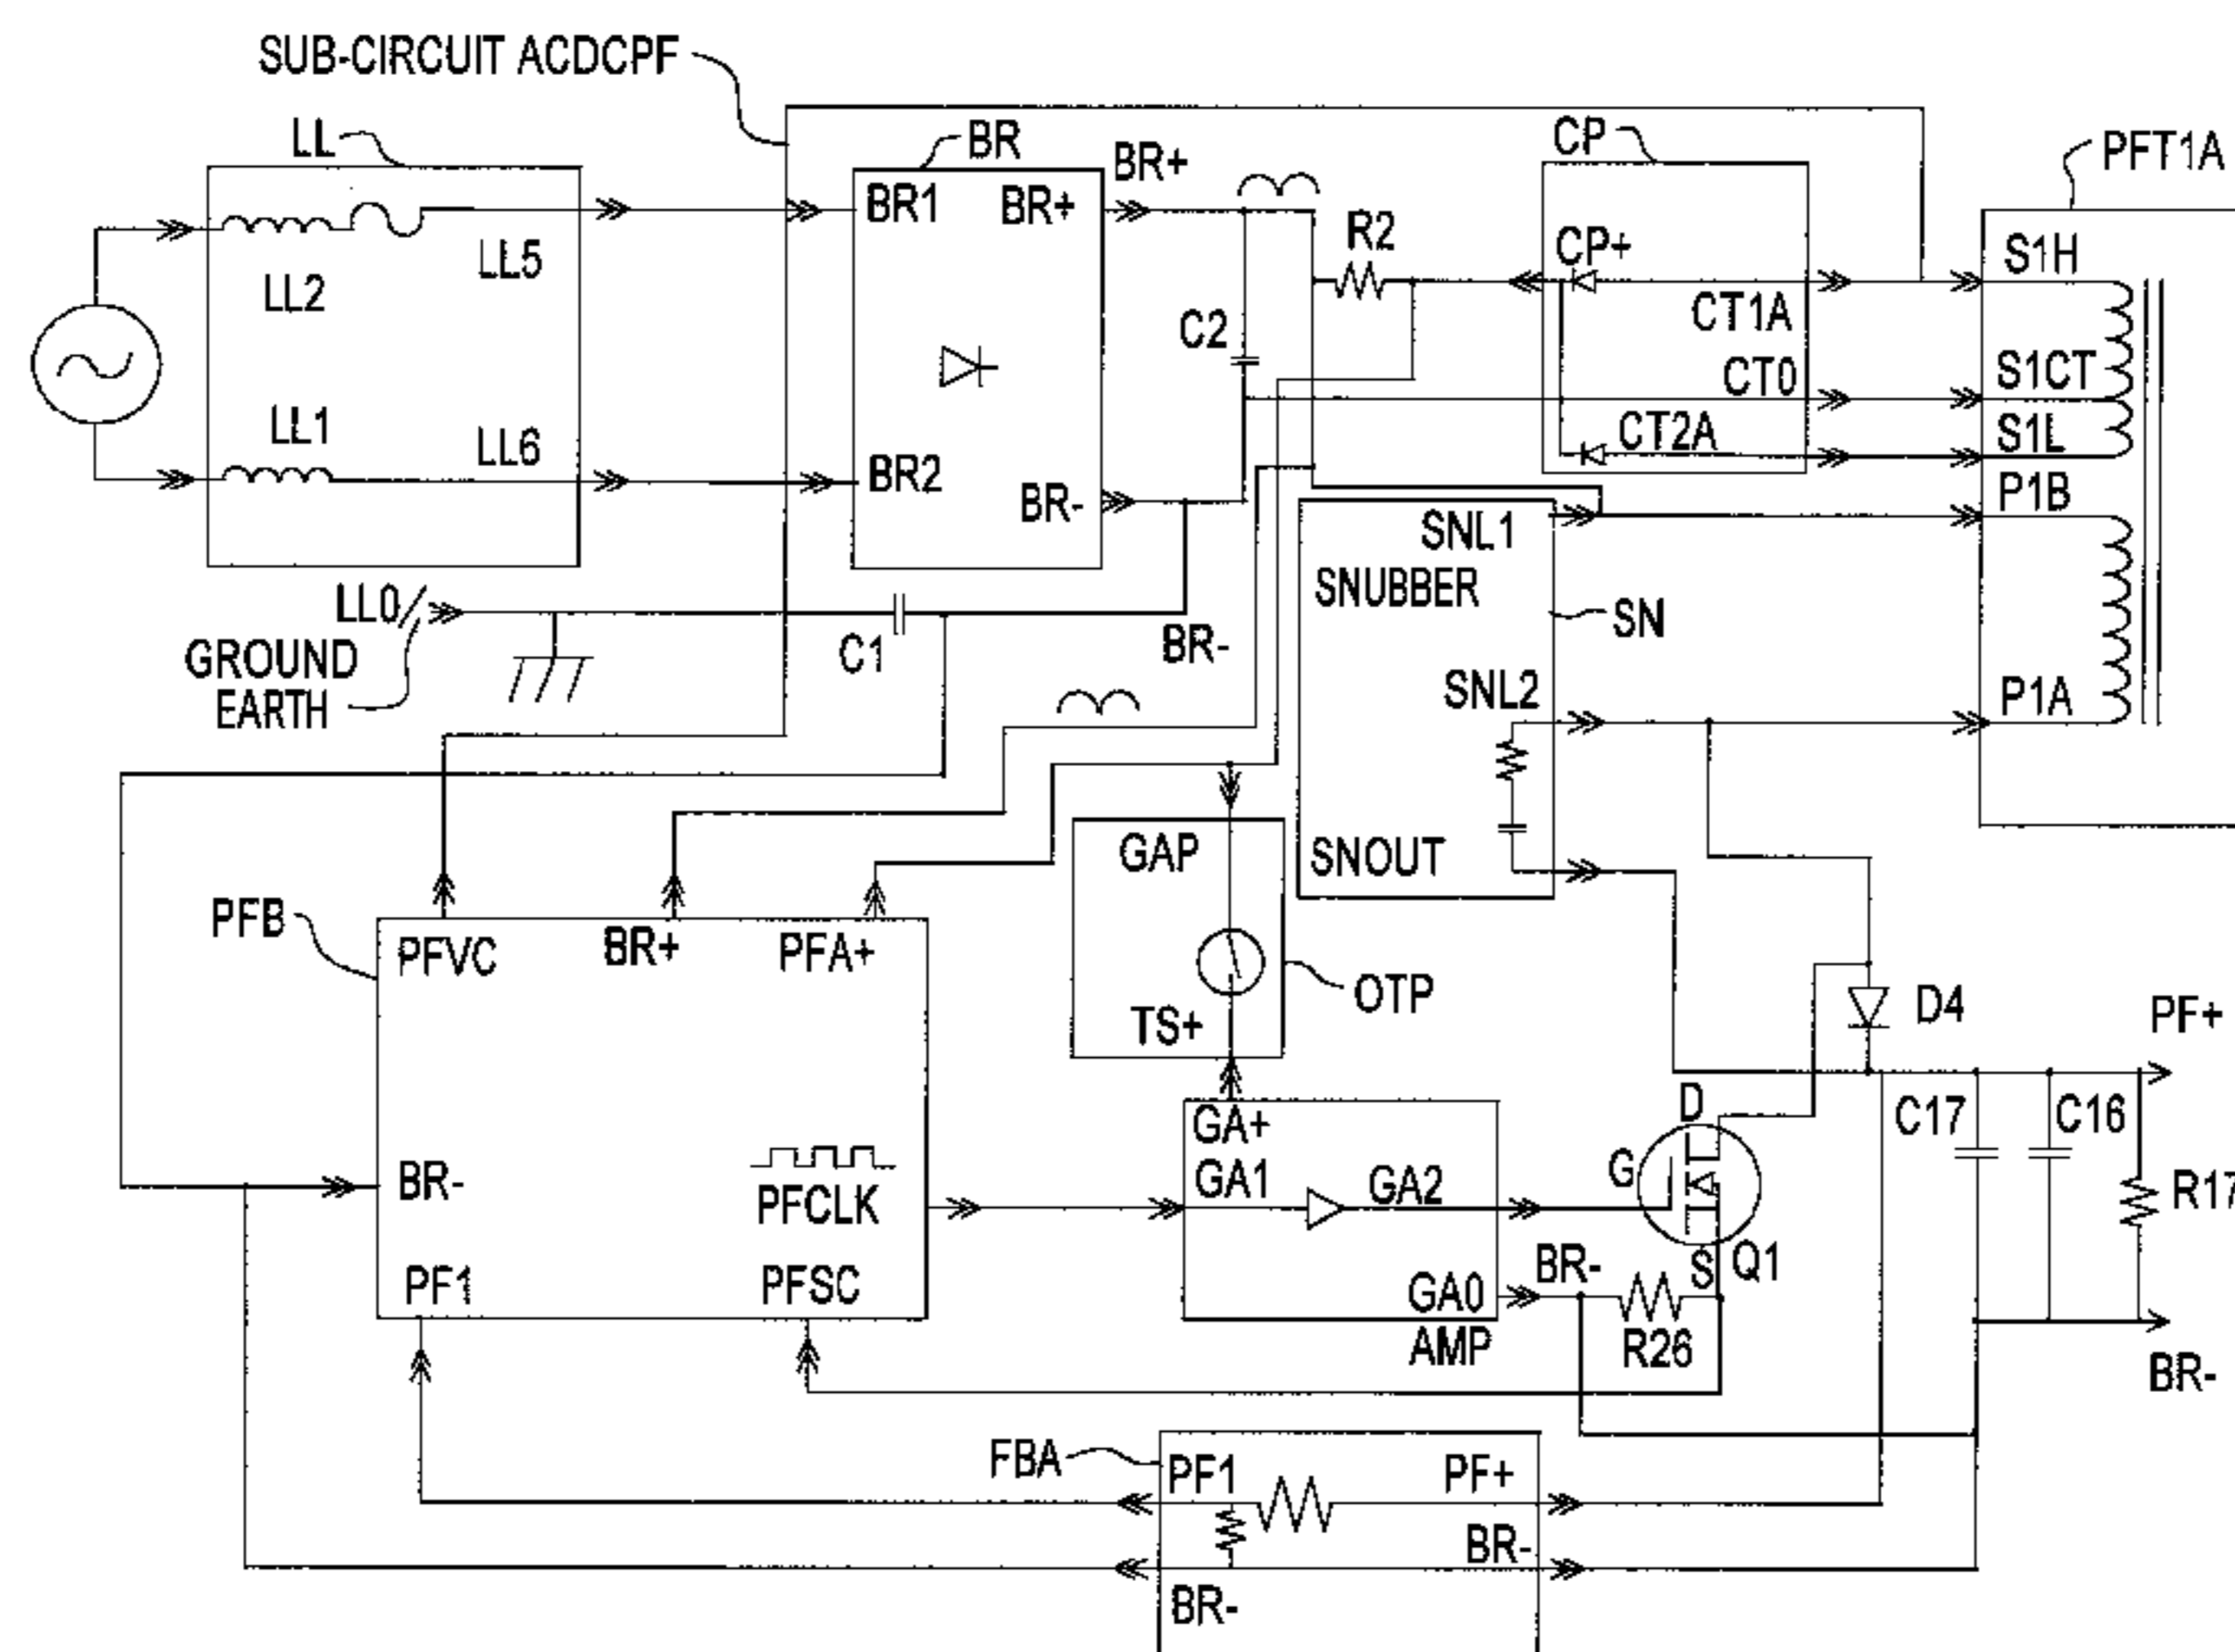 SUB-CIRCUIT ACDCPF
LL
BR
BR+
CP
PFT1A
BR1
BR+
R2
CP+
S1H
LL5
LL2
CT1A
C2
CT0
S1CT
LL1
LL6
CT2A
S1L
BR2
BR-
P1B
SNL1
SNUBBER
SN
LL0
C1
BR-
GROUND
EARTH
SNL2
P1A
GAP
SNOUT
PFB
PFVC
BR+
PFA+
OTP
TS+
D4
PF+
GA+
D
C17
C16
BR-
PFCLK
GA1
GA2
G
R17
PF1
PFSC
GA0
BR-
S
Q1
AMP
R26
BR-
FBA
PF1
PF+
BR-
BR-